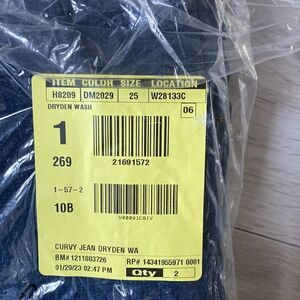 ITEM COLOR SIZE LOCATION
H8209 DM2029 25 W28133C
DRYDEN WASH 06
1
269 21691572
1-57-2
10B
X00091CBIV
CURVY JEAN DRYDEN WA
BM# 1211803726 RP# 14341955971 0001
01/29/23 02:47 PM Qty 2